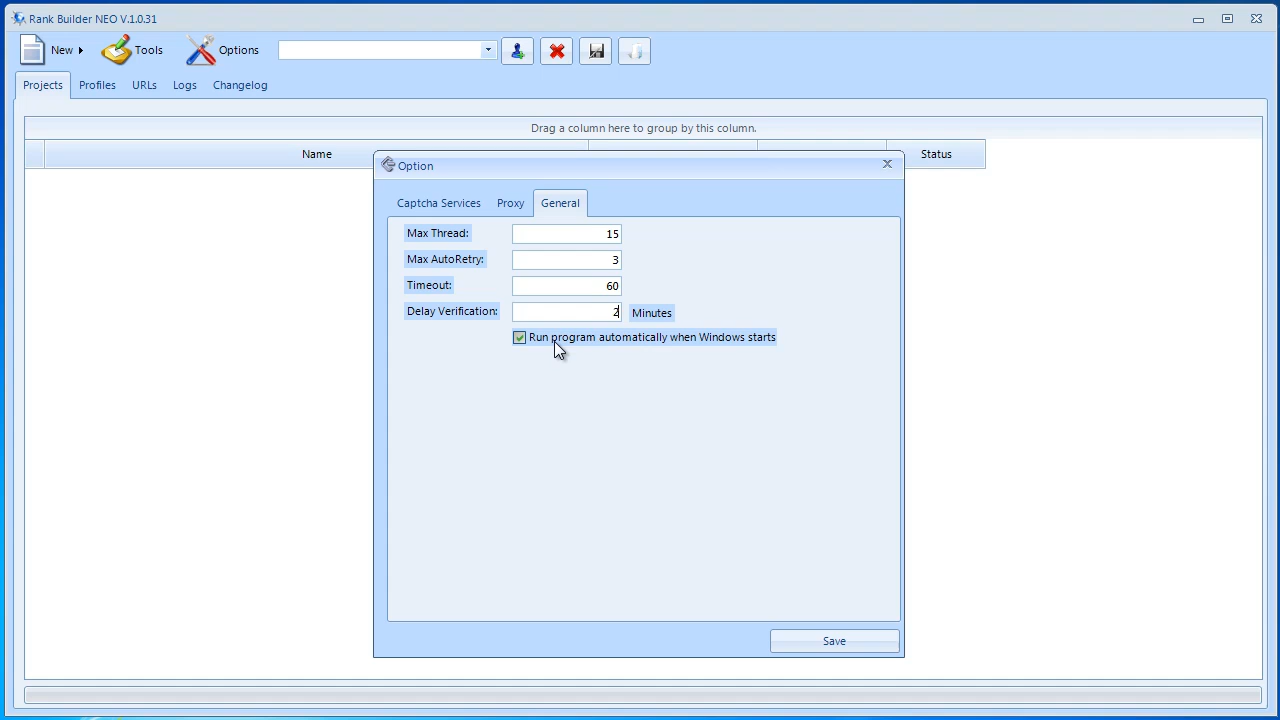 Rank Builder NEO V.1.0.31
New Tools Options
Projects Profiles URLs Logs Changelog
Drag a column here to group by this column.
Name Status
Option
Captcha Services Proxy General
Max Thread: 15
Max AutoRetry: 3
Timeout: 60
Delay Verification: 2 Minutes
Run program automatically when Windows starts
Save